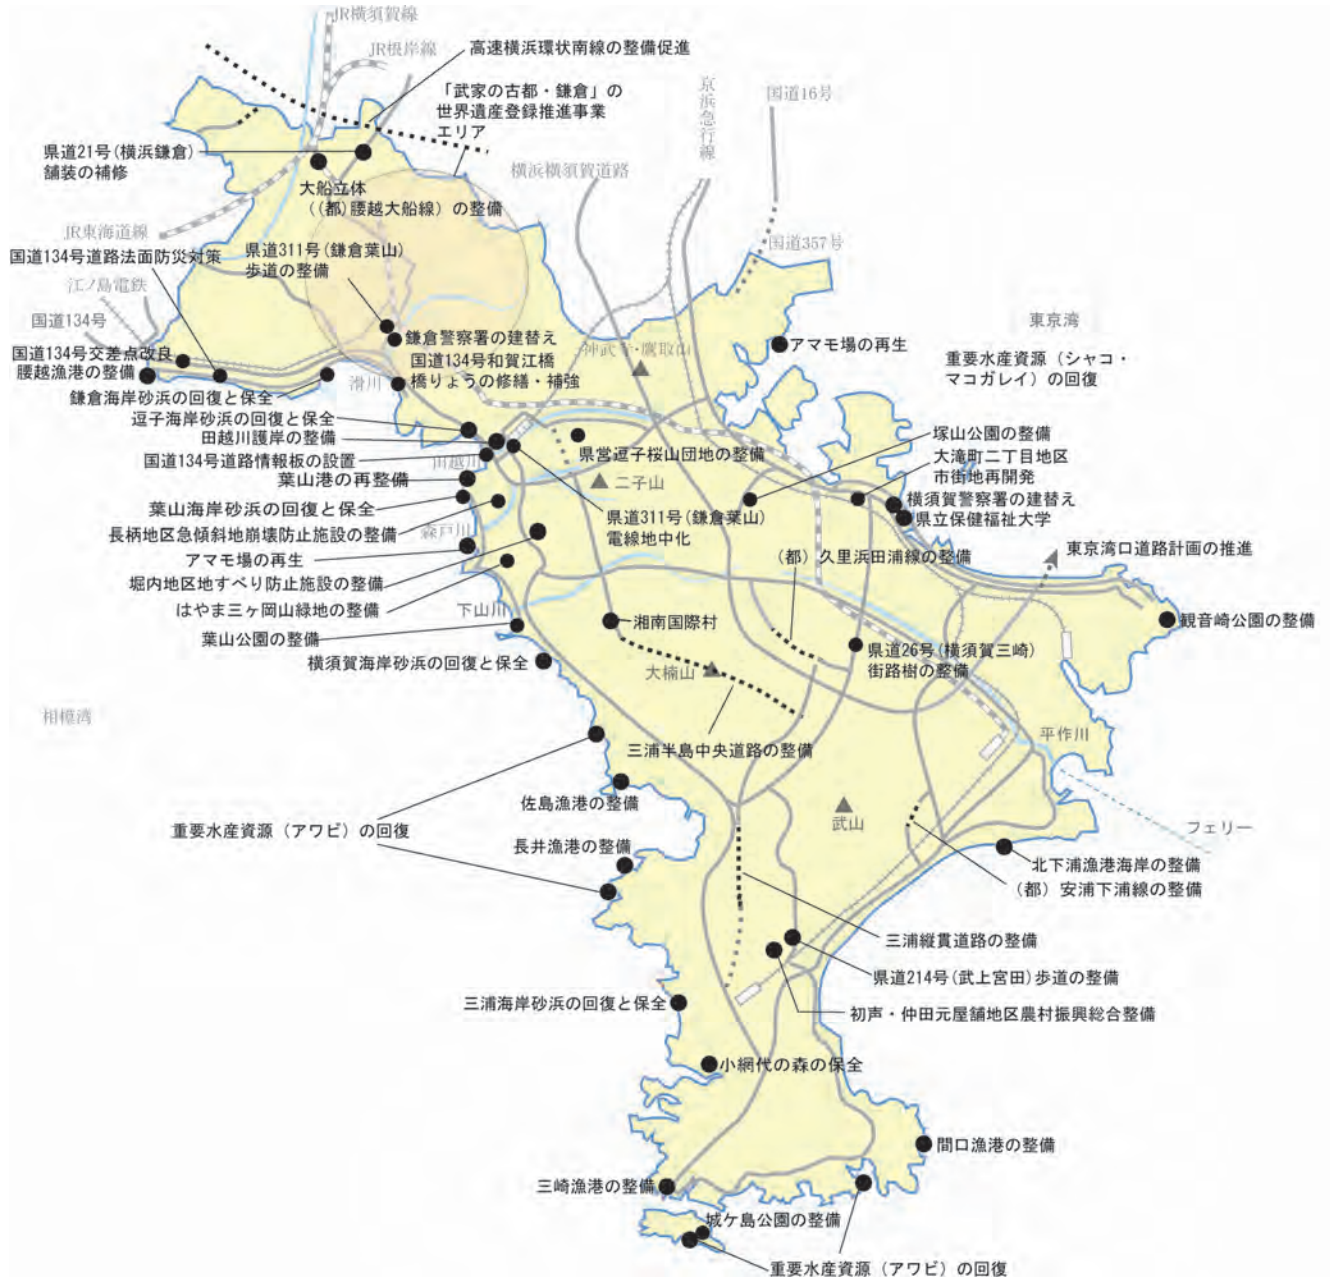 JR横須賀線
JR根岸線
高速横浜環状南線の整備促進
「武家の古都・鎌倉」の
世界遺産登録推進事業
エリア
京浜急行線
国道16号
県道21号(横浜鎌倉)
舗装の補修
大船立体
((都)腰越大船線)の整備
横浜横須賀道路
JR東海道線
国道134号道路法面防災対策
県道311号(鎌倉葉山)
歩道の整備
国道357号
江ノ島電鉄
国道134号
東京湾
国道134号交差点改良
腰越漁港の整備
鎌倉警察署の建替え
国道134号和賀江橋
橋りょうの修繕・補強
神武寺・鷹取山
アマモ場の再生
重要水産資源(シャコ・
マコガレイ)の回復
滑川
鎌倉海岸砂浜の回復と保全
逗子海岸砂浜の回復と保全
田越川護岸の整備
国道134号道路情報板の設置
川越川
県営逗子桜山団地の整備
塚山公園の整備
大滝町二丁目地区
市街地再開発
葉山港の再整備
二子山
横須賀警察署の建替え
県立保健福祉大学
葉山海岸砂浜の回復と保全
県道311号(鎌倉葉山)
電線地中化
長柄地区急傾斜地崩壊防止施設の整備
森戸川
アマモ場の再生
(都)久里浜田浦線の整備
東京湾口道路計画の推進
堀内地区地すべり防止施設の整備
はやま三ヶ岡山緑地の整備
下山川
葉山公園の整備
湘南国際村
観音崎公園の整備
横須賀海岸砂浜の回復と保全
大楠山
県道26号(横須賀三崎)
街路樹の整備
相模湾
三浦半島中央道路の整備
平作川
佐島漁港の整備
武山
フェリー
重要水産資源(アワビ)の回復
長井漁港の整備
北下浦漁港海岸の整備
(都)安浦下浦線の整備
三浦縦貫道路の整備
県道214号(武上宮田)歩道の整備
三浦海岸砂浜の回復と保全
初声・仲田元屋舗地区農村振興総合整備
小網代の森の保全
間口漁港の整備
三崎漁港の整備
城ケ島公園の整備
重要水産資源(アワビ)の回復